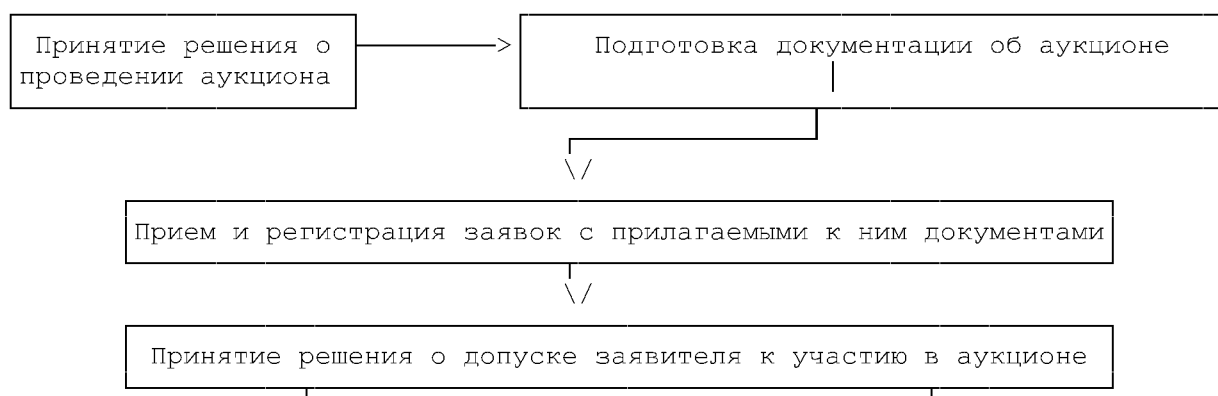 Принятие решения о
проведении аукциона
Подготовка документации об аукционе
Прием и регистрация заявок с прилагаемыми к ним документами
Принятие решения о допуске заявителя к участию в аукционе